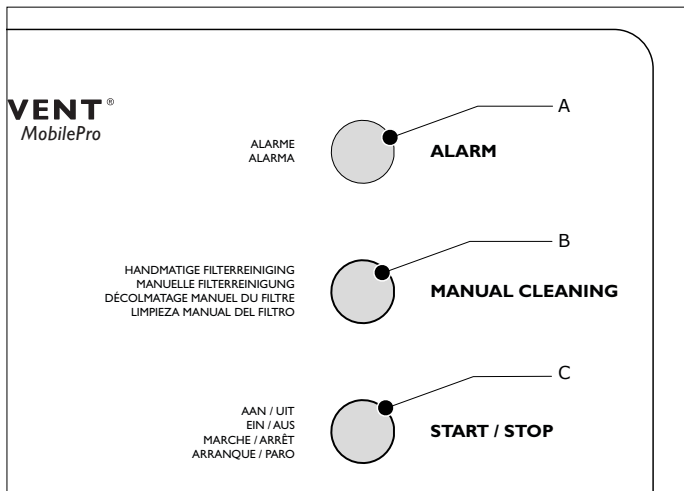 A
VENT®
MobilePro
ALARME
ALARMA
ALARM
B
HANDMATIGE FILTERREINIGING
MANUELLE FILTERREINIGUNG
DÉCOLMATAGE MANUEL DU FILTRE
LIMPIEZA MANUAL DEL FILTRO
MANUAL CLEANING
C
AAN / UIT
EIN / AUS
MARCHE / ARRÊT
ARRANQUE / PARO
START / STOP